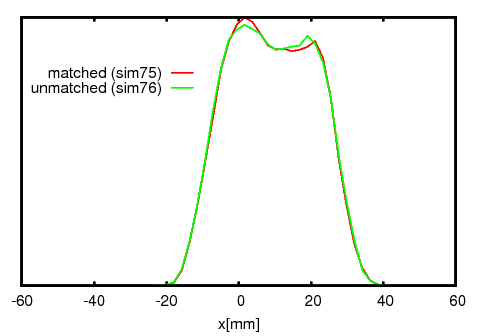 matched (sim75)
unmatched (sim76)
-60 -40 -20 0 20 40 60
x[mm]